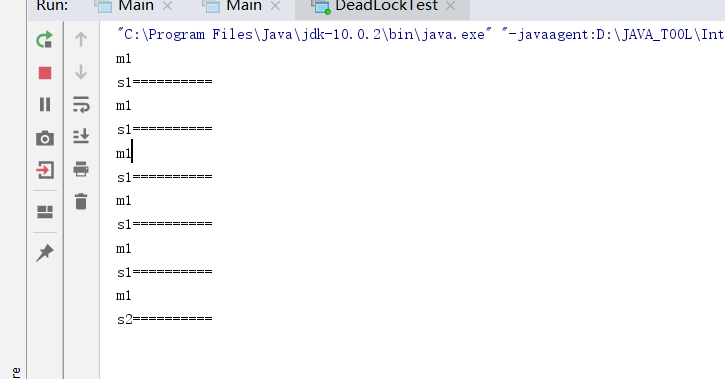 Run: Main Main DeadLockTest
"C:\Program Files\Java\jdk-10.0.2\bin\java.exe" "-javaagent:D:\JAVA_TOOL\Int
m1
s1==========
m1
s1==========
m1
s1==========
m1
s1==========
m1
s1==========
m1
s2==========
re